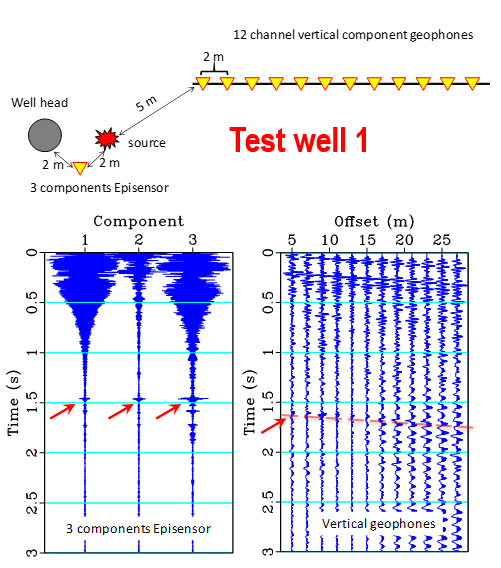 12 channel vertical component geophones
2 m
Well head
5 m
source
Test well 1
2 m
2 m
3 components Episensor
Component
1 2 3
Time (s)
0
0.5
1
1.5
2
2.5
3
3 components Episensor
Offset (m)
5 10 15 20 25
Time (s)
0
0.5
1
1.5
2
2.5
3
Vertical geophones